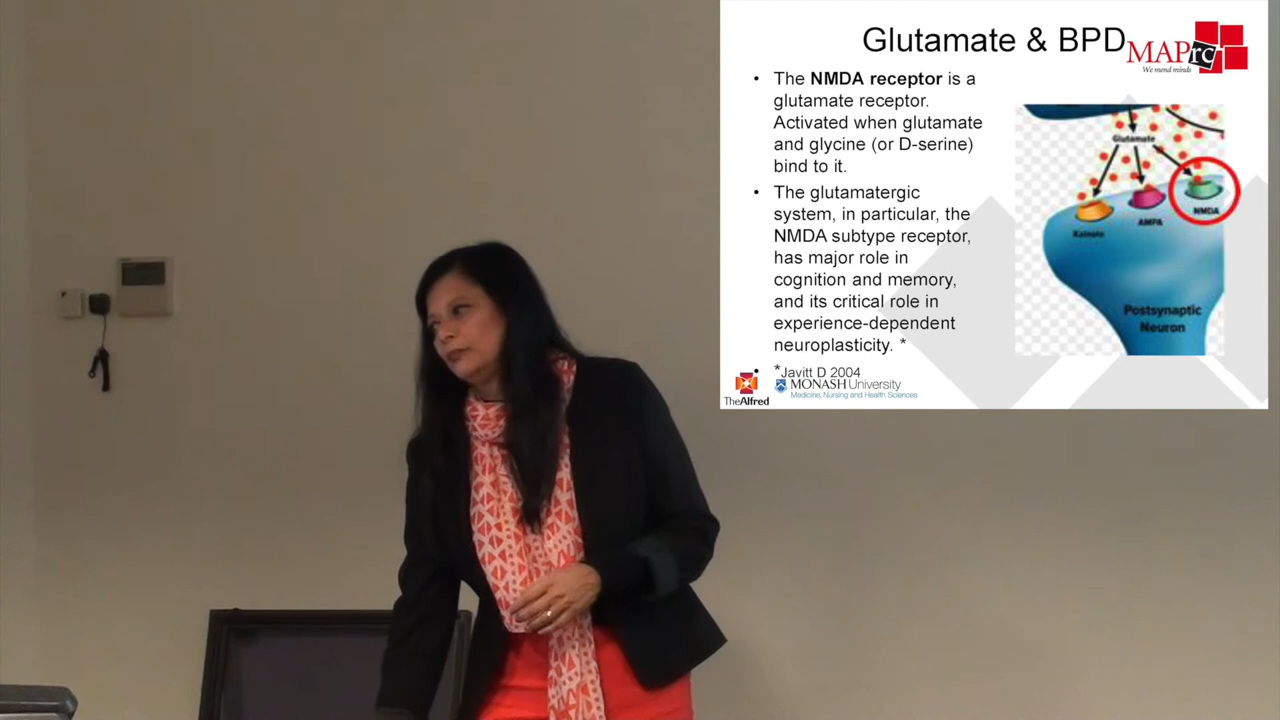 Glutamate & BPD
MAPrc
We mend minds
• The NMDA receptor is a
glutamate receptor.
Activated when glutamate
and glycine (or D-serine)
bind to it.
• The glutamatergic
system, in particular, the
NMDA subtype receptor,
has major role in
cognition and memory,
and its critical role in
experience-dependent
neuroplasticity. *
*Javitt D 2004
Glutamate
Kainate
AMPA
NMDA
Postsynaptic
Neuron
TheAlfred
MONASH University
Medicine, Nursing and Health Sciences